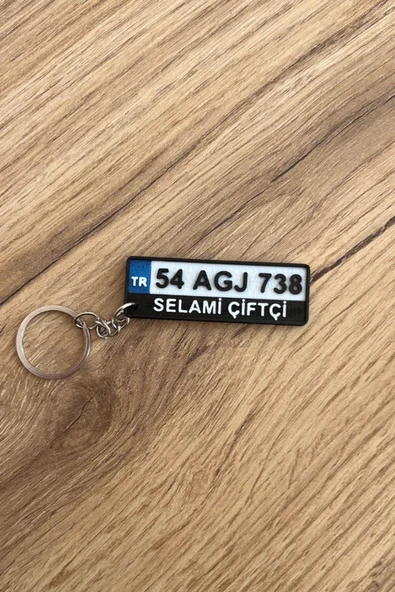 TR 54 AGJ 738
SELAMİ ÇİFTÇİ